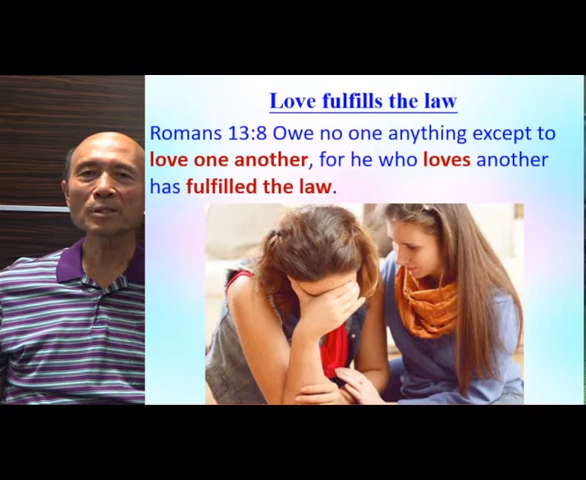 Love fulfills the law
Romans 13:8 Owe no one anything except to
love one another, for he who loves another
has fulfilled the law.